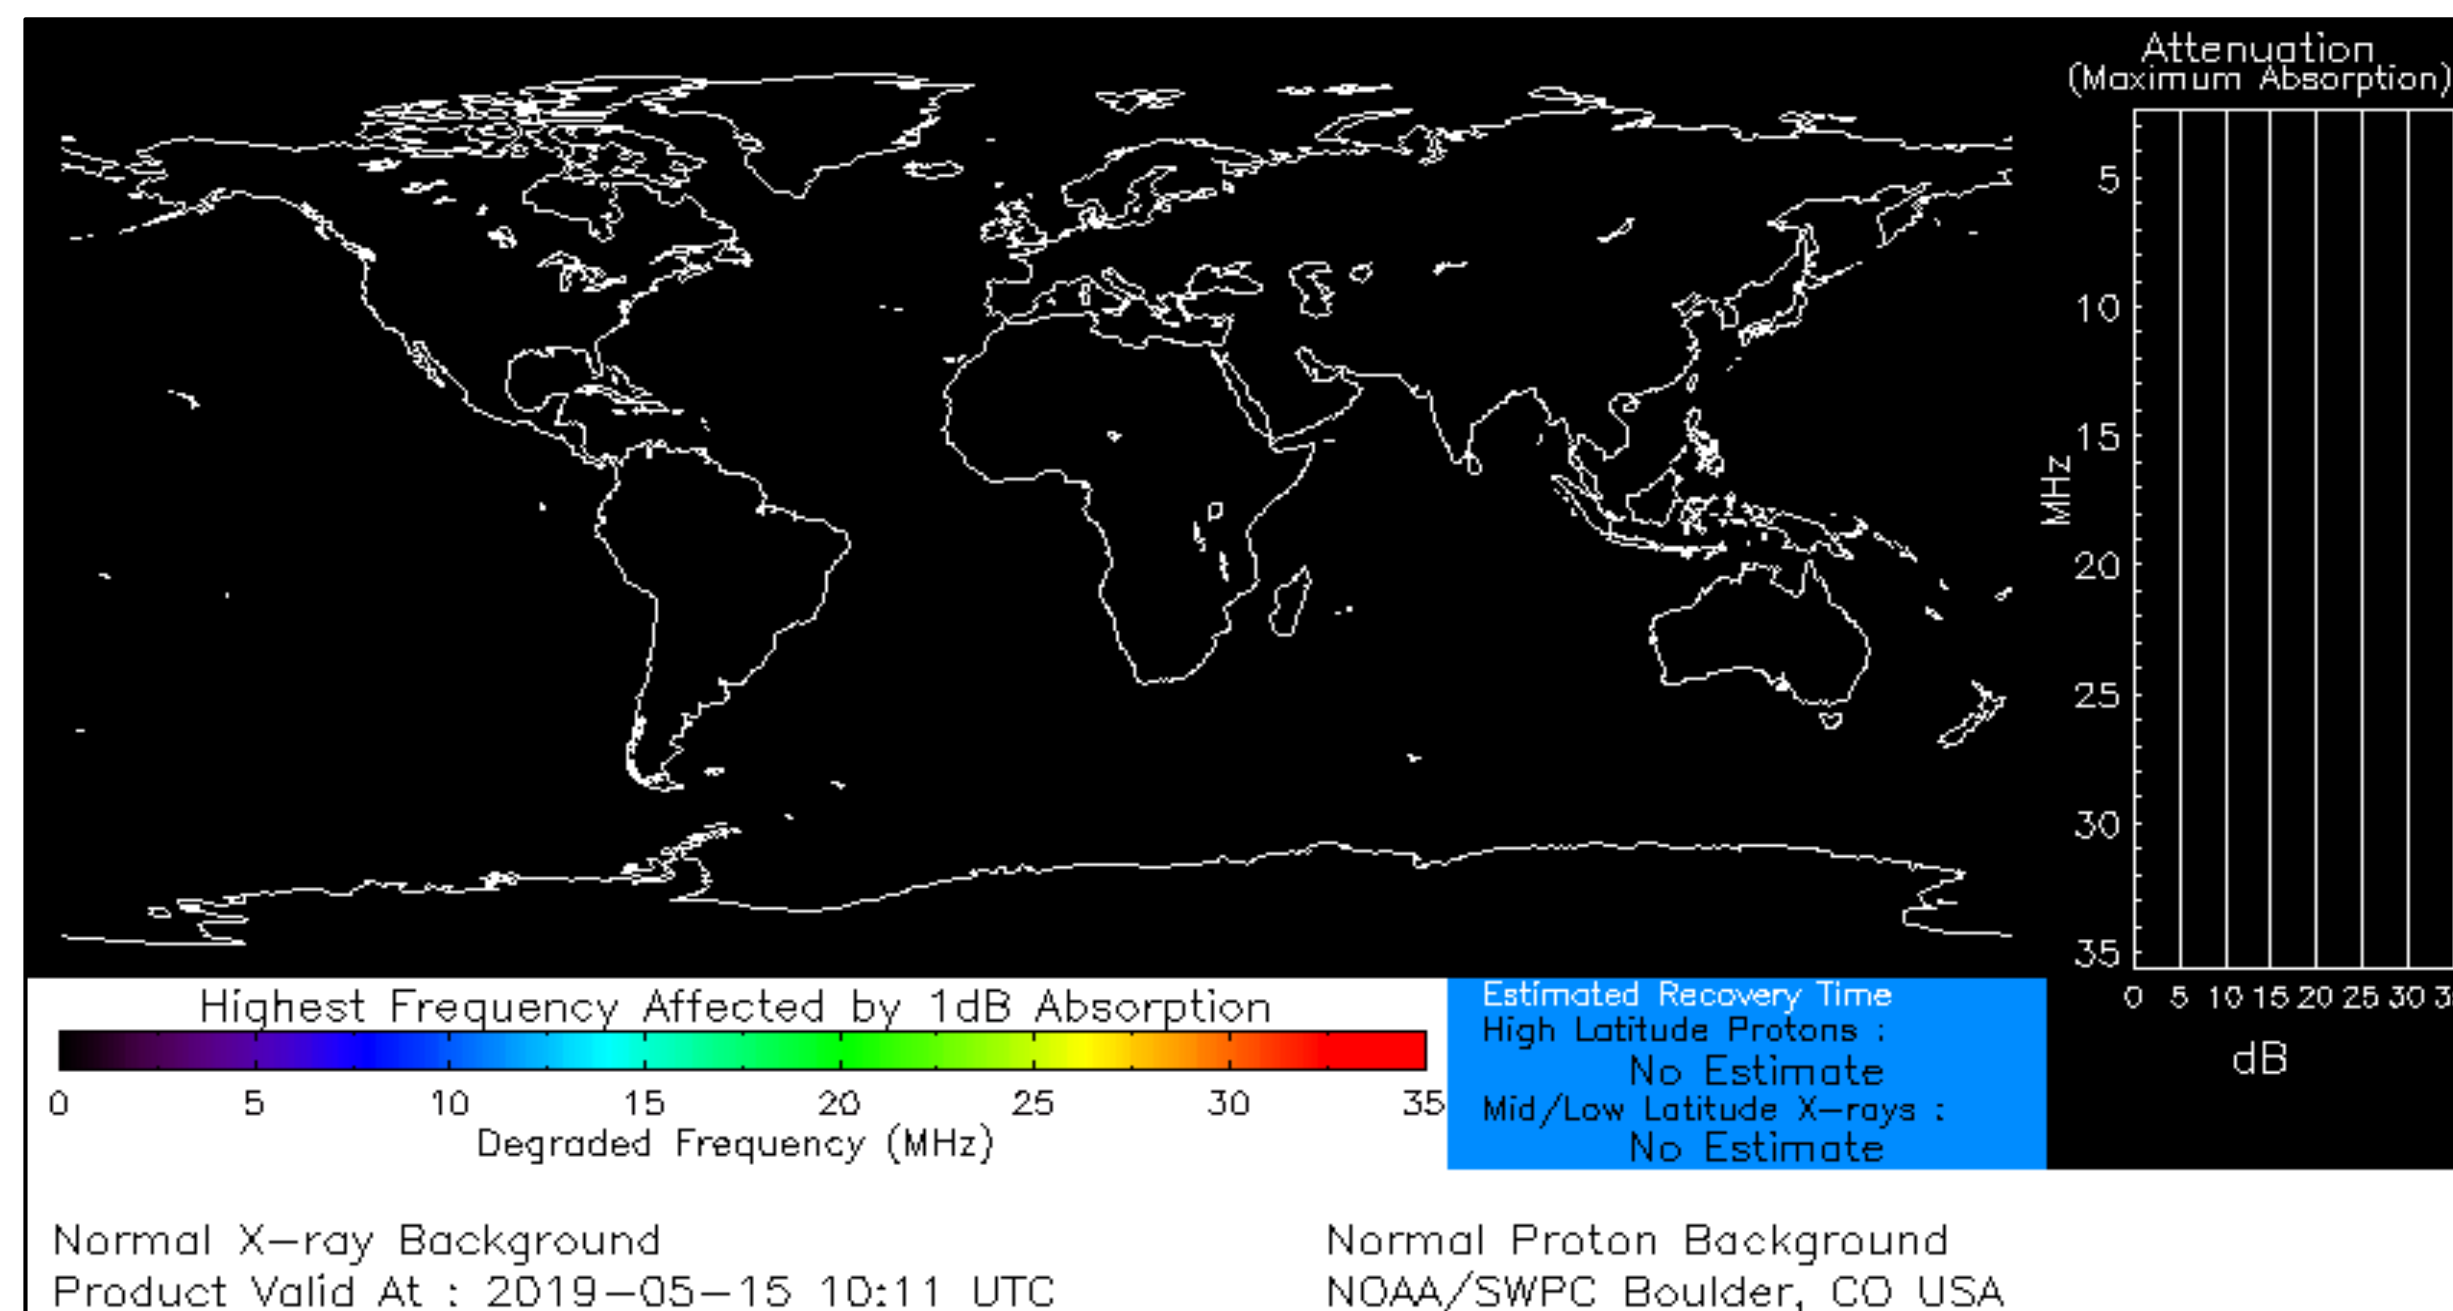 Attenuation
(Maximum Absorption)
5
10
15
20
25
30
35
MHz
0 5 10 15 20 25 30
dB
Highest Frequency Affected by 1dB Absorption
0 5 10 15 20 25 30 35
Degraded Frequency (MHz)
Estimated Recovery Time
High Latitude Protons :
No Estimate
Mid/Low Latitude X-rays :
No Estimate
Normal X-ray Background
Normal Proton Background
Product Valid At : 2019-05-15 10:11 UTC
NOAA/SWPC Boulder, CO USA